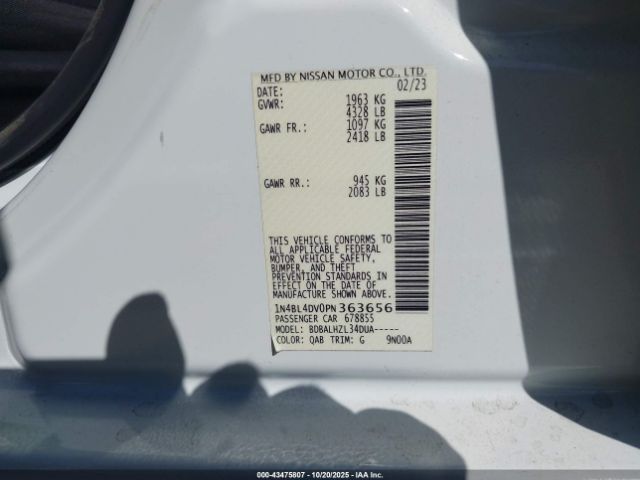 MFD BY NISSAN MOTOR CO., LTD.
DATE: 02/23
GVWR: 1963 KG
4328 LB
GAWR FR.: 1097 KG
2418 LB
GAWR RR.: 945 KG
2083 LB
THIS VEHICLE CONFORMS TO
ALL APPLICABLE FEDERAL
MOTOR VEHICLE SAFETY,
BUMPER, AND THEFT
PREVENTION STANDARDS IN
EFFECT ON THE DATE OF
MANUFACTURE SHOWN ABOVE.
1N4BL4DV0PN363656
PASSENGER CAR 678855
MODEL: BDBALHZL34DUA-----
COLOR: QAB TRIM: G 9N00A
000-43475807 - 10/20/2025 - IAA Inc.